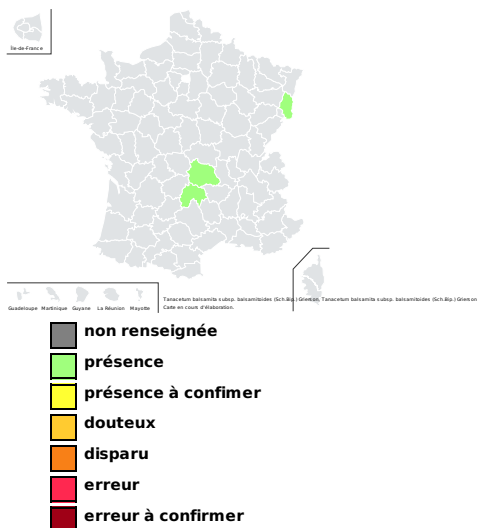 Île-de-France
Guadeloupe Martinique Guyane La Réunion Mayotte
Tanacetum balsamita subsp. balsamitoides (Sch.Bip.) Grierson, Tanacetum balsamita subsp. balsamitoides (Sch.Bip.) Grierson
Carte en cours d'élaboration.
non renseignée
présence
présence à confimer
douteux
disparu
erreur
erreur à confirmer